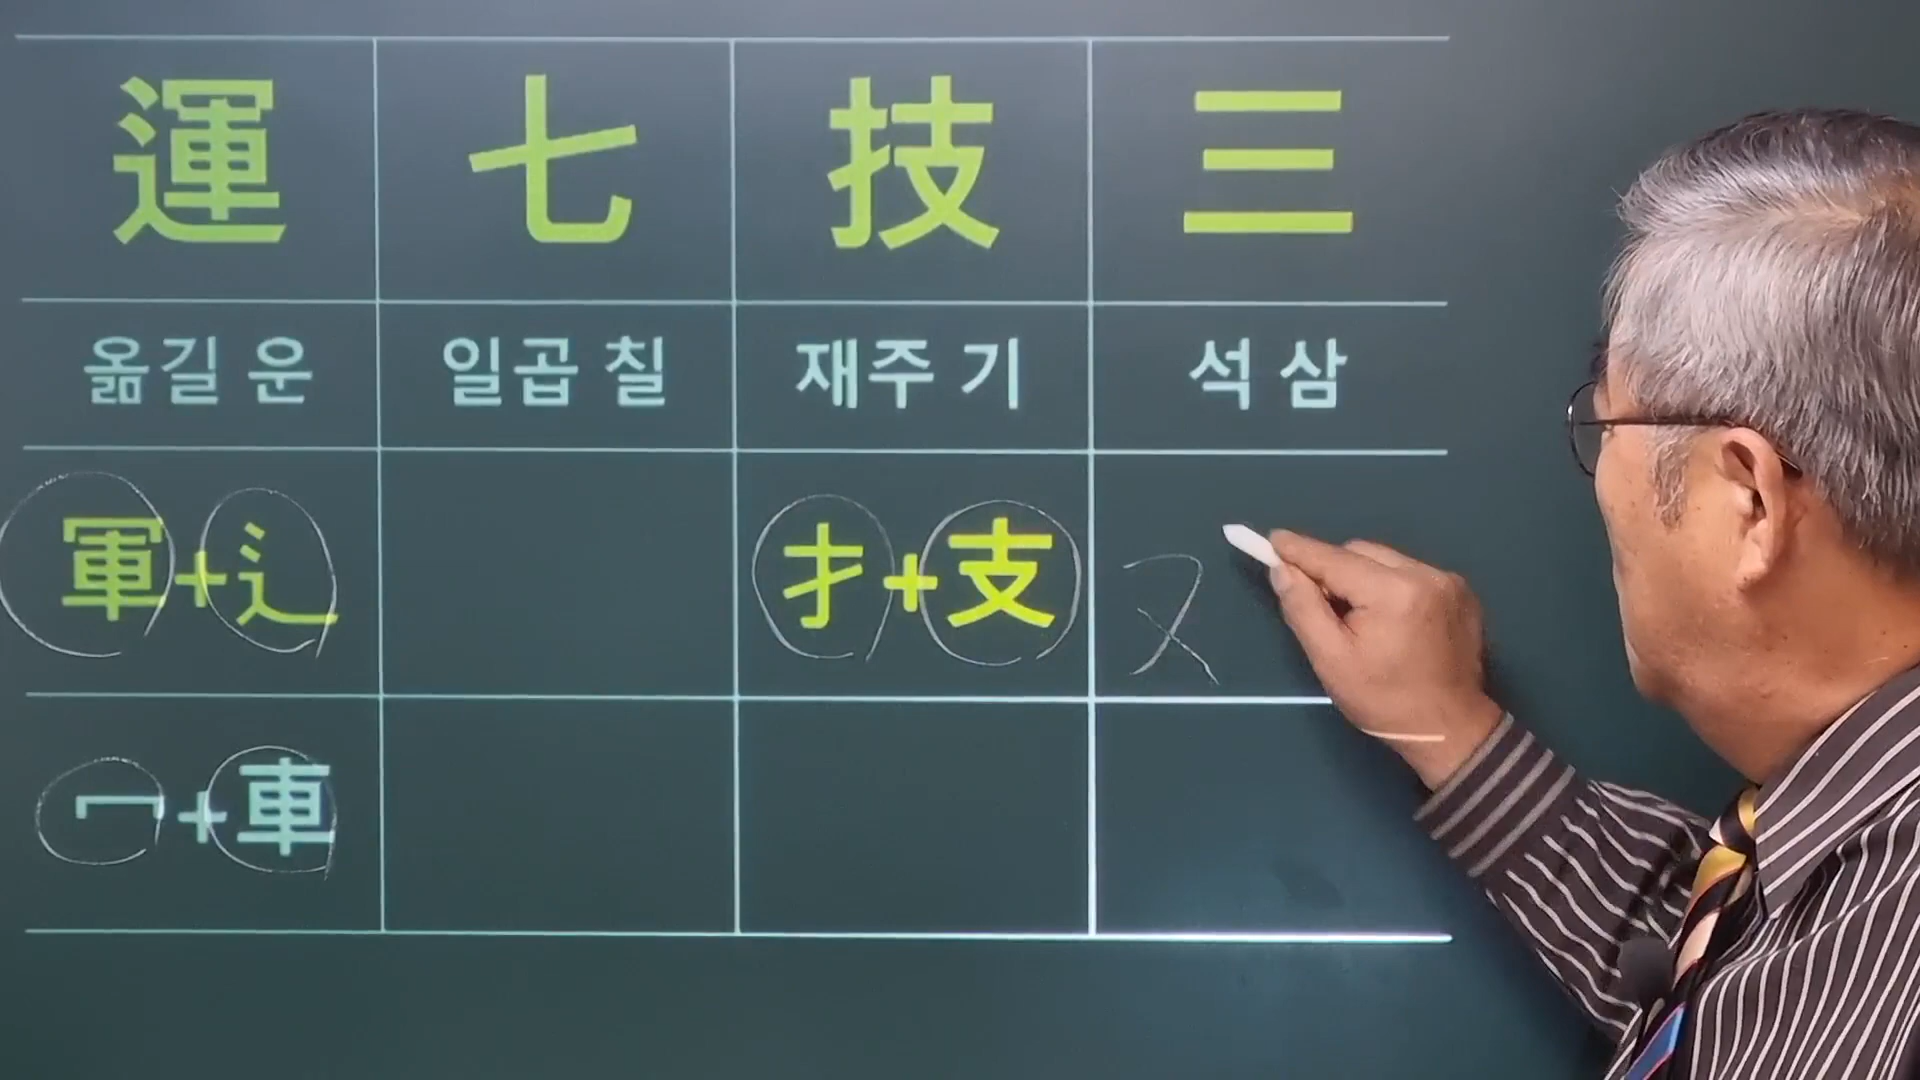 運 七 技 三
옮길 운 일곱 칠 재주 기 석 삼
軍+辶 扌+支 又
冖+車